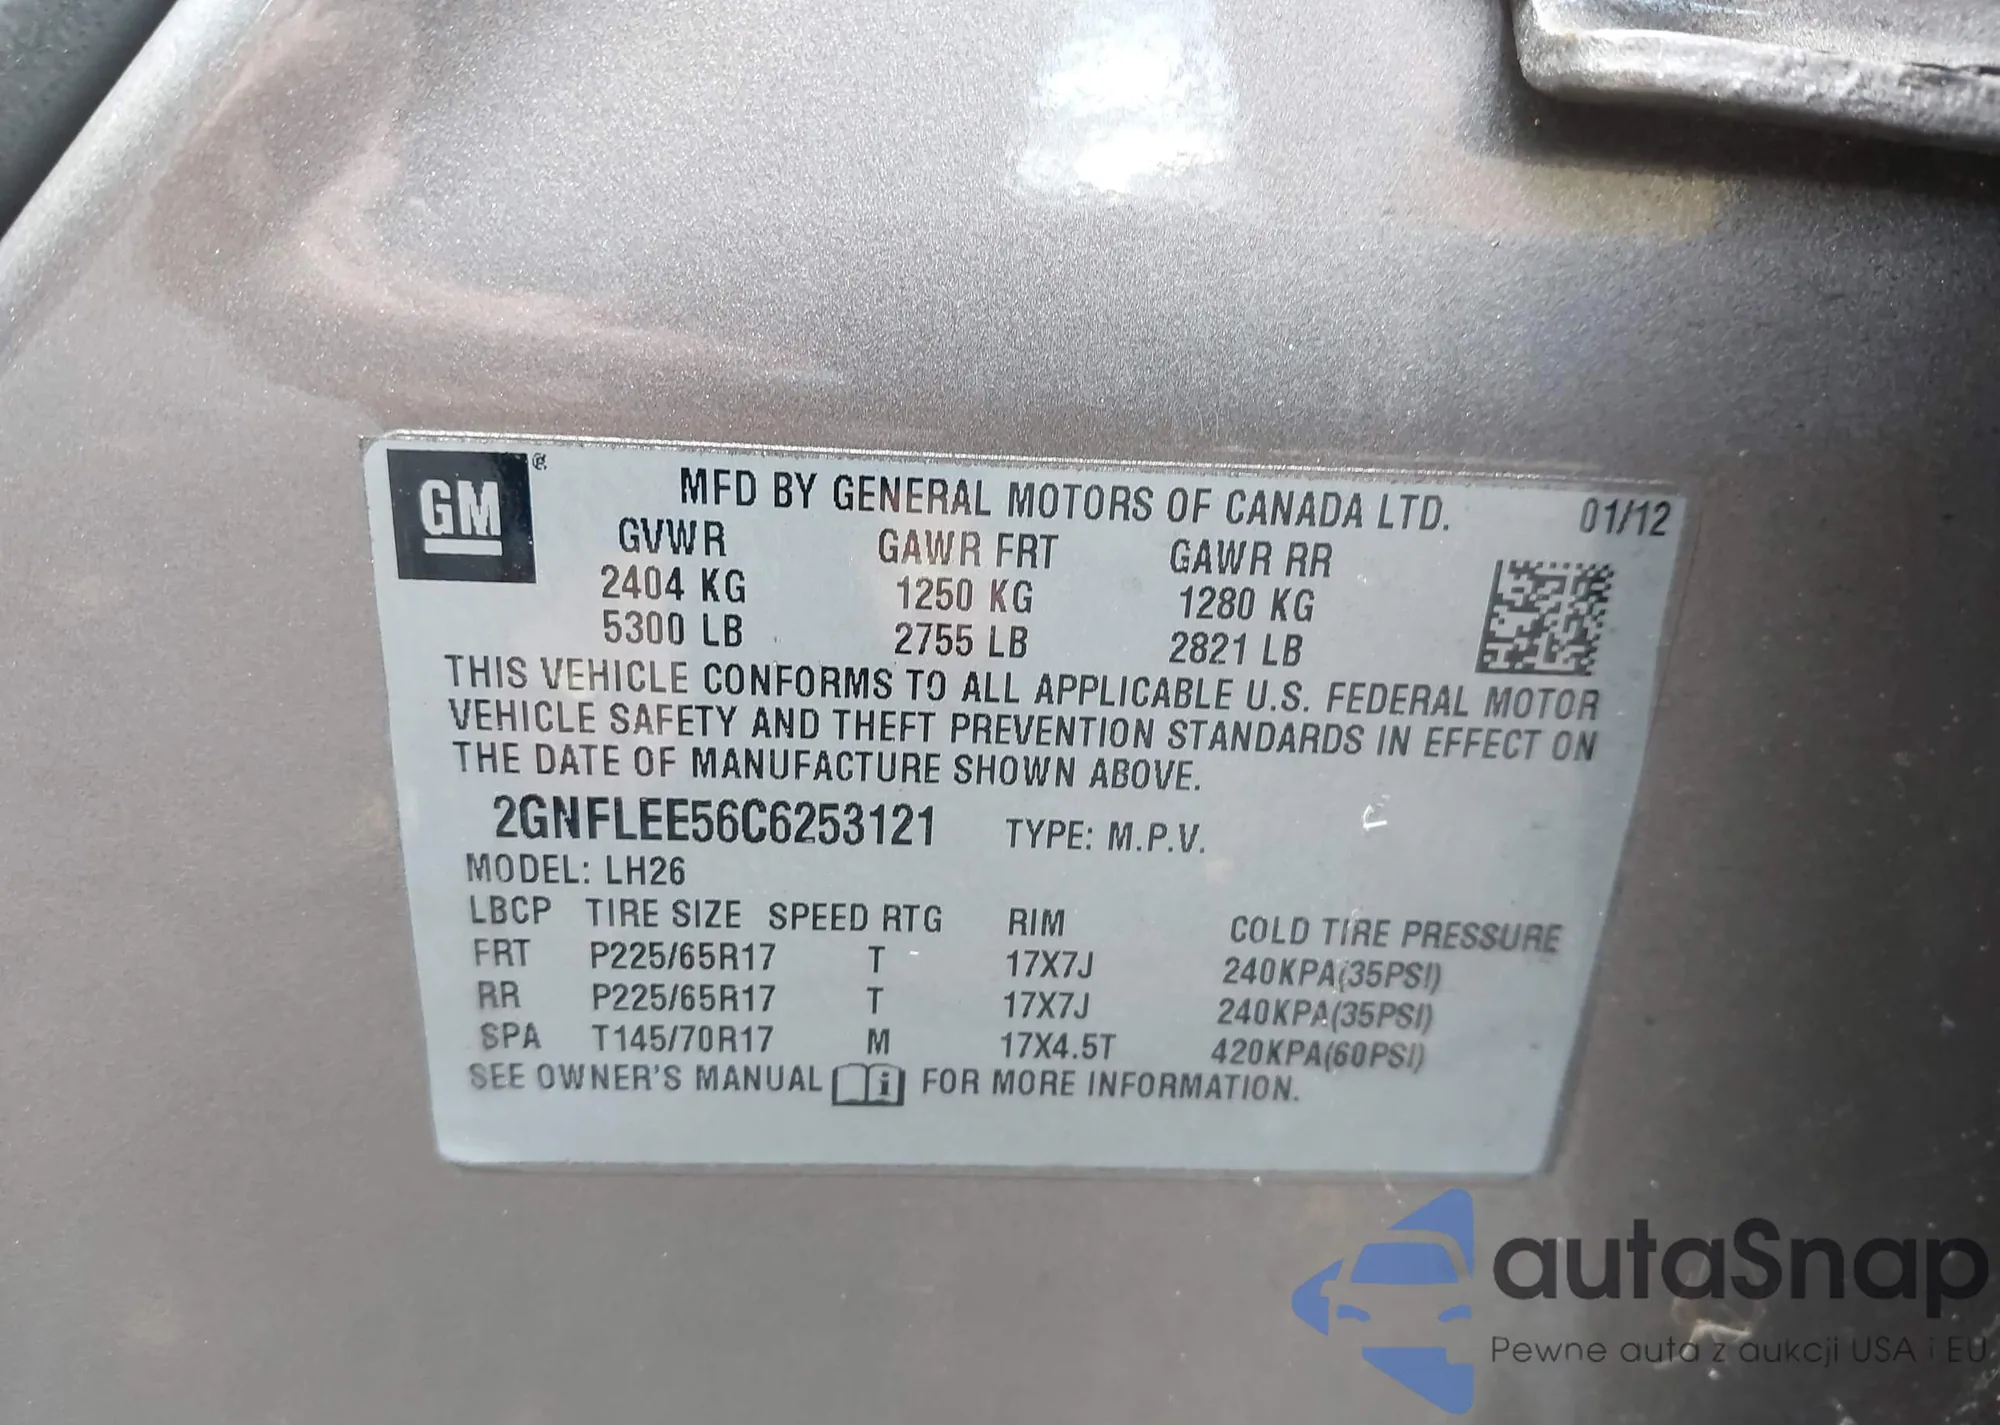 GM ®
MFD BY GENERAL MOTORS OF CANADA LTD. 01/12
GVWR GAWR FRT GAWR RR
2404 KG 1250 KG 1280 KG
5300 LB 2755 LB 2821 LB
THIS VEHICLE CONFORMS TO ALL APPLICABLE U.S. FEDERAL MOTOR
VEHICLE SAFETY AND THEFT PREVENTION STANDARDS IN EFFECT ON
THE DATE OF MANUFACTURE SHOWN ABOVE.
2GNFLEE56C6253121 TYPE: M.P.V.
MODEL: LH26
LBCP TIRE SIZE SPEED RTG RIM COLD TIRE PRESSURE
FRT P225/65R17 T 17X7J 240KPA(35PSI)
RR P225/65R17 T 17X7J 240KPA(35PSI)
SPA T145/70R17 M 17X4.5T 420KPA(60PSI)
SEE OWNER'S MANUAL i FOR MORE INFORMATION.
autaSnap
Pewne auta z aukcji USA i EU